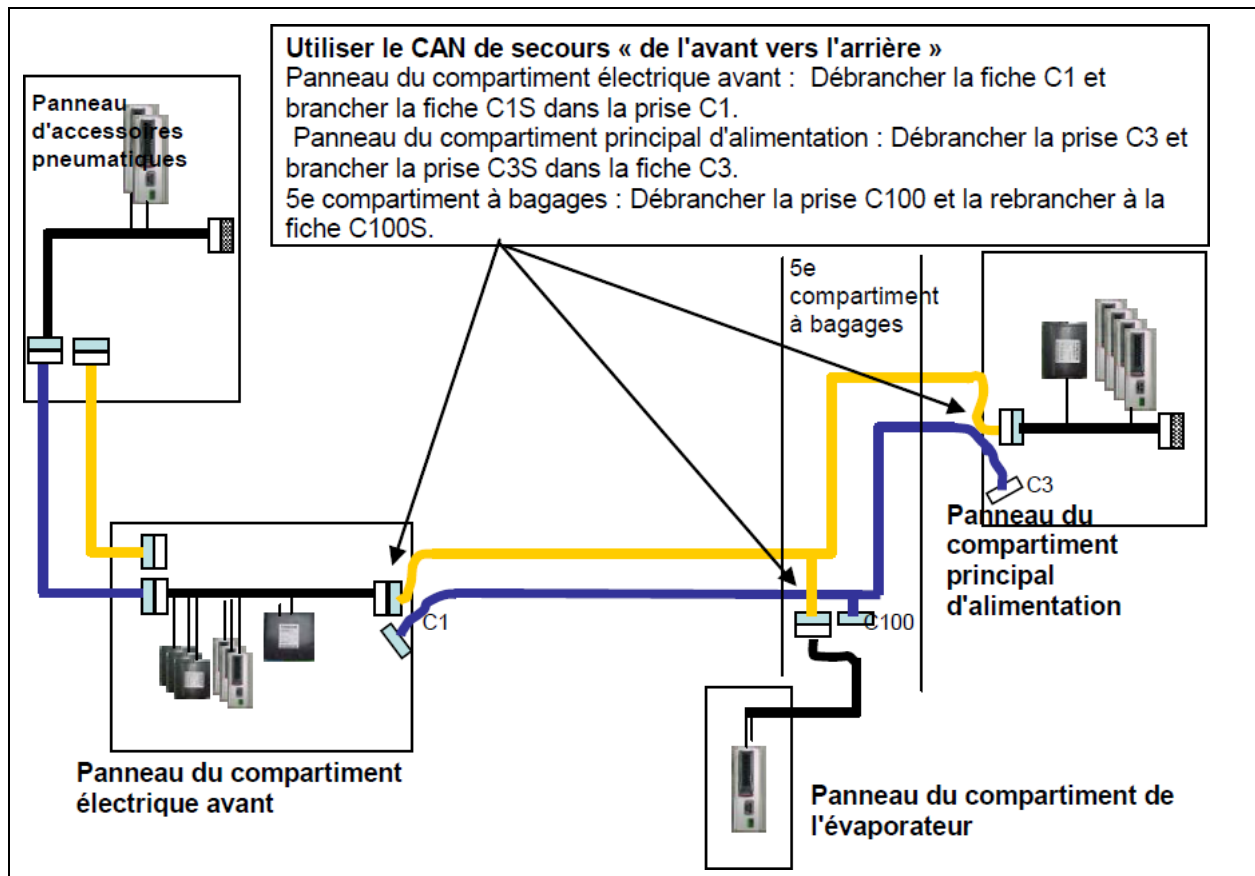 Utiliser le CAN de secours « de l'avant vers l'arrière »
Panneau du compartiment électrique avant :  Débrancher la fiche C1 et
brancher la fiche C1S dans la prise C1.
Panneau du compartiment principal d'alimentation : Débrancher la prise C3 et
brancher la prise C3S dans la fiche C3.
5e compartiment à bagages : Débrancher la prise C100 et la rebrancher à la
fiche C100S.
Panneau
d'accessoires
pneumatiques
5e
compartiment
à bagages
C3
Panneau du
compartiment
principal
d'alimentation
C1
C100
Panneau du compartiment
électrique avant
Panneau du compartiment de
l'évaporateur